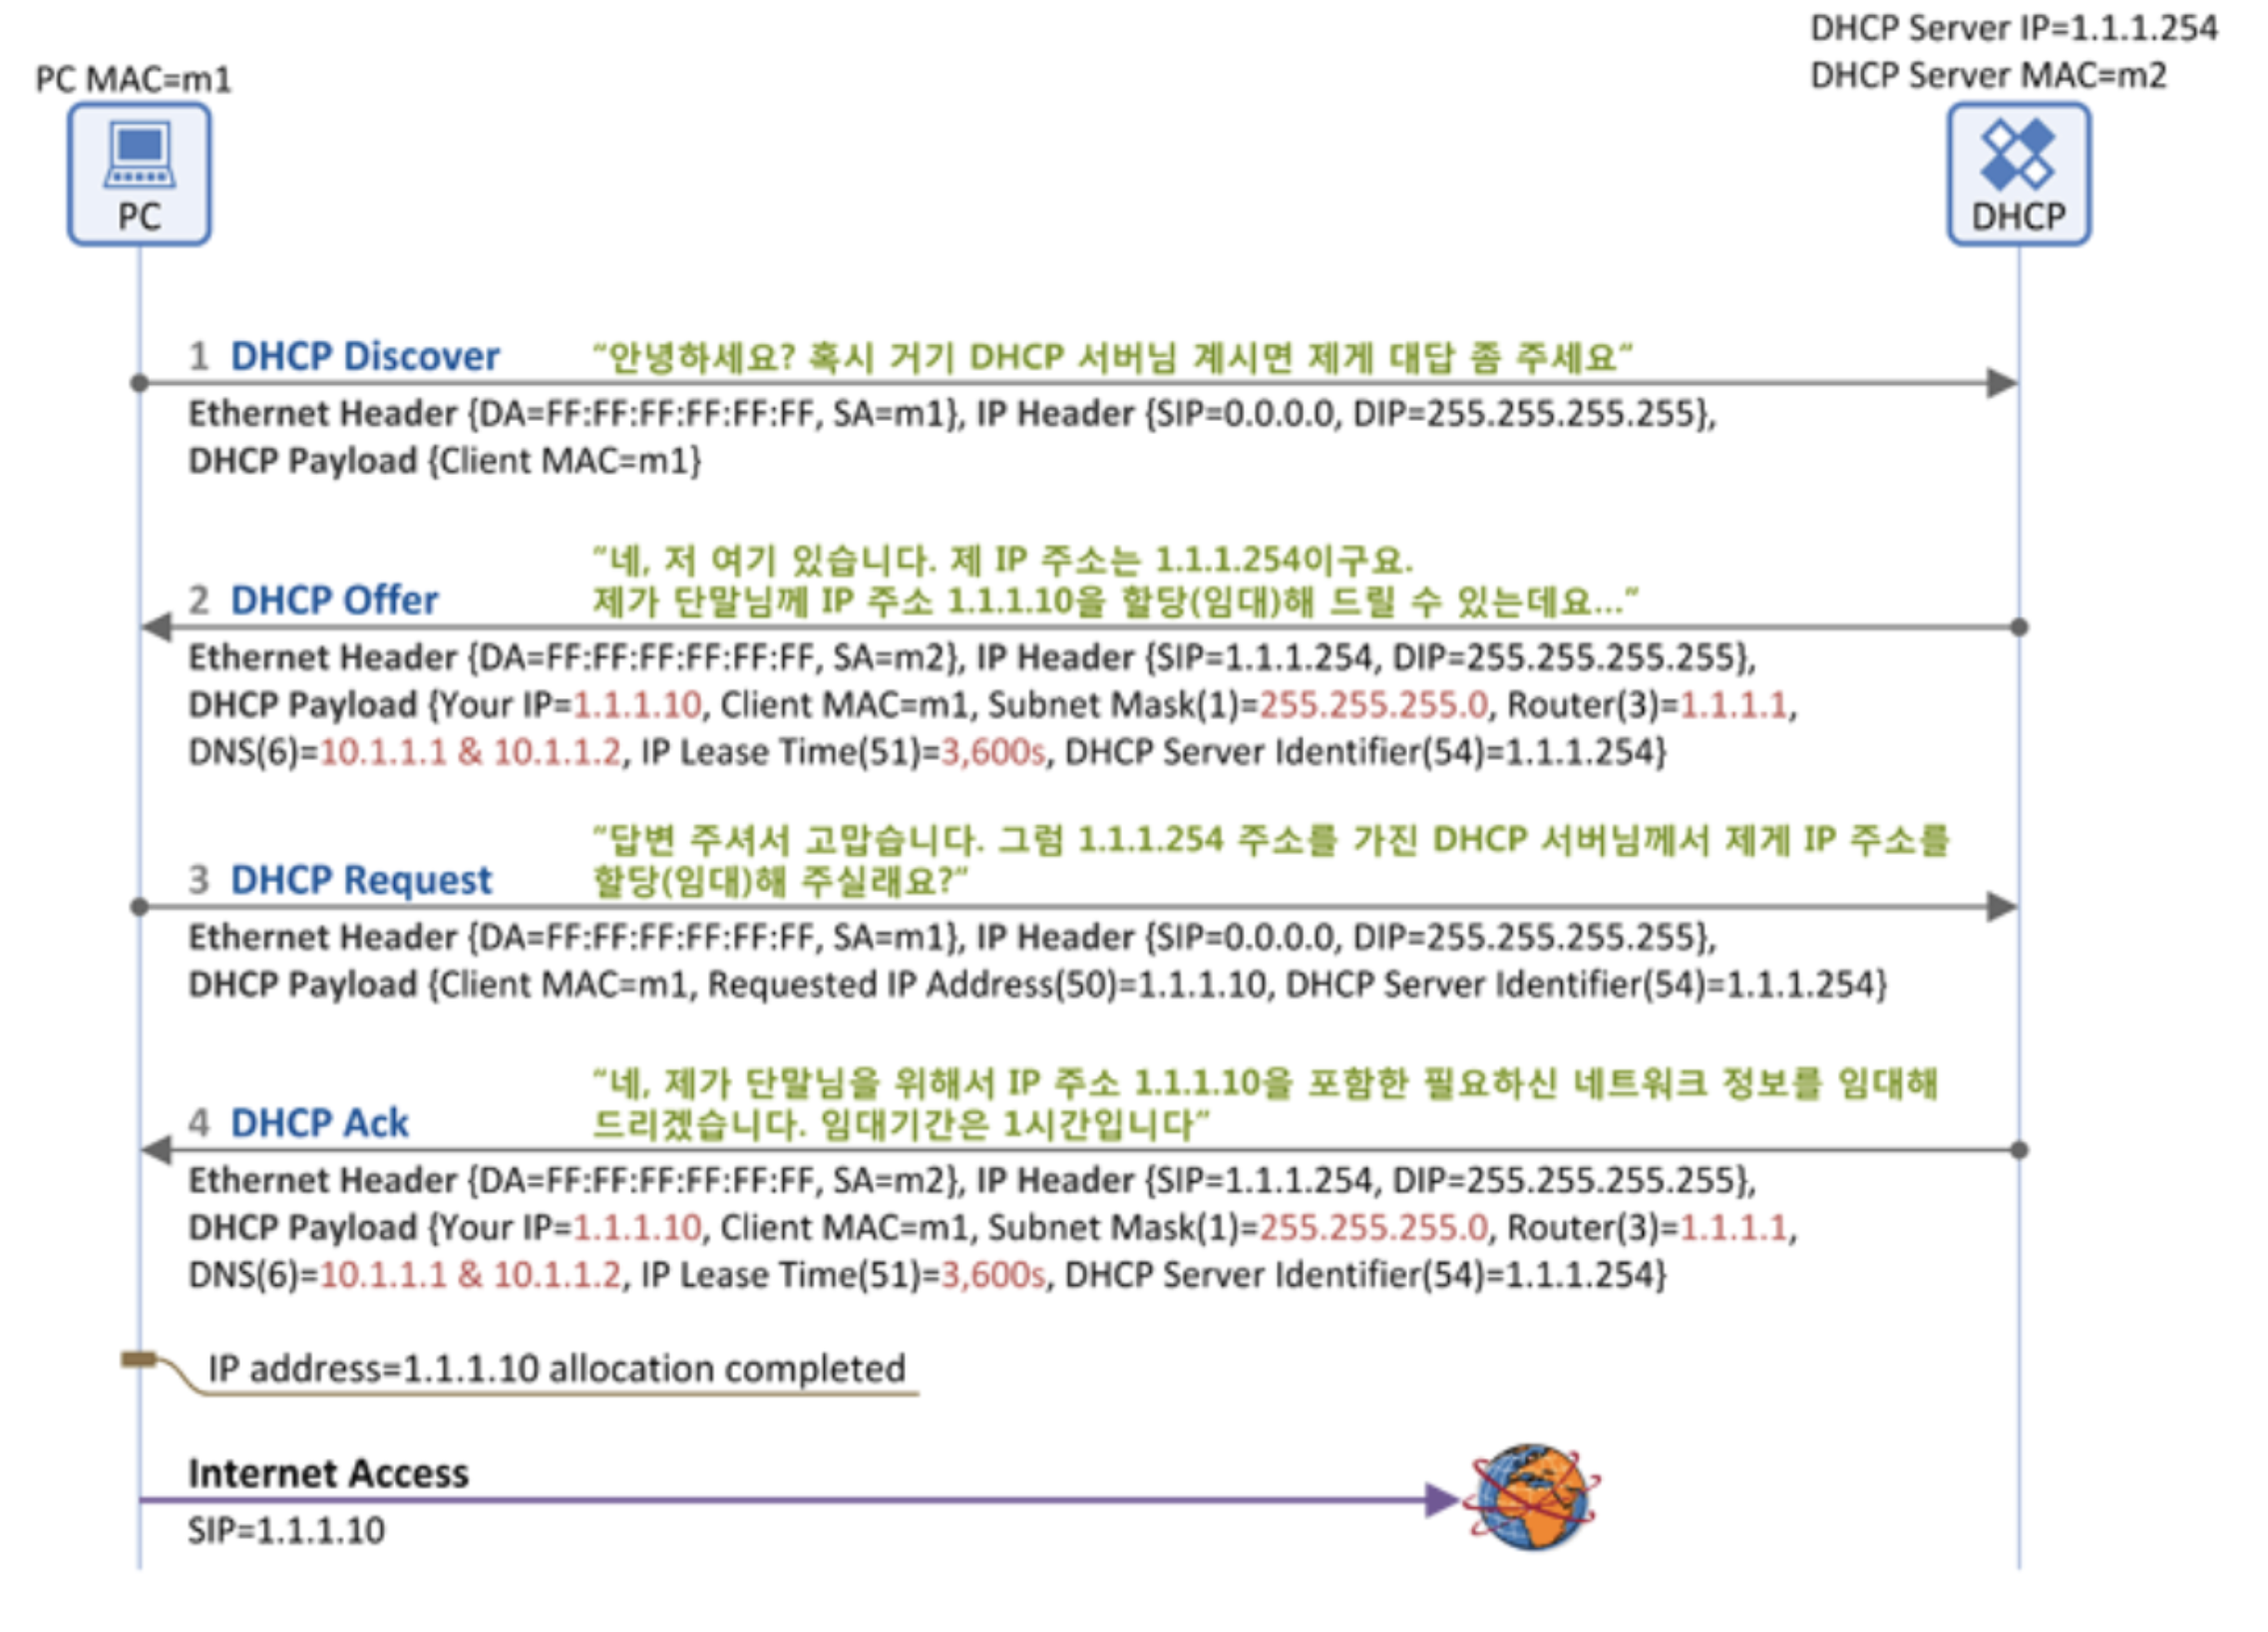 DHCP Server IP=1.1.1.254
PC MAC=m1
DHCP Server MAC=m2
PC
DHCP
1 DHCP Discover "안녕하세요? 혹시 거기 DHCP 서버님 계시면 제게 대답 좀 주세요"
Ethernet Header {DA=FF:FF:FF:FF:FF:FF, SA=m1}, IP Header {SIP=0.0.0.0, DIP=255.255.255.255},
DHCP Payload {Client MAC=m1}
"네, 저 여기 있습니다. 제 IP 주소는 1.1.1.254이구요.
2 DHCP Offer 제가 단말님께 IP 주소 1.1.1.10을 할당(임대)해 드릴 수 있는데요..."
Ethernet Header {DA=FF:FF:FF:FF:FF:FF, SA=m2}, IP Header {SIP=1.1.1.254, DIP=255.255.255.255},
DHCP Payload {Your IP=1.1.1.10, Client MAC=m1, Subnet Mask(1)=255.255.255.0, Router(3)=1.1.1.1,
DNS(6)=10.1.1.1 & 10.1.1.2, IP Lease Time(51)=3,600s, DHCP Server Identifier(54)=1.1.1.254}
"답변 주셔서 고맙습니다. 그럼 1.1.1.254 주소를 가진 DHCP 서버님께서 제게 IP 주소를
3 DHCP Request 할당(임대)해 주실래요?"
Ethernet Header {DA=FF:FF:FF:FF:FF:FF, SA=m1}, IP Header {SIP=0.0.0.0, DIP=255.255.255.255},
DHCP Payload {Client MAC=m1, Requested IP Address(50)=1.1.1.10, DHCP Server Identifier(54)=1.1.1.254}
"네, 제가 단말님을 위해서 IP 주소 1.1.1.10을 포함한 필요하신 네트워크 정보를 임대해
4 DHCP Ack 드리겠습니다. 임대기간은 1시간입니다"
Ethernet Header {DA=FF:FF:FF:FF:FF:FF, SA=m2}, IP Header {SIP=1.1.1.254, DIP=255.255.255.255},
DHCP Payload {Your IP=1.1.1.10, Client MAC=m1, Subnet Mask(1)=255.255.255.0, Router(3)=1.1.1.1,
DNS(6)=10.1.1.1 & 10.1.1.2, IP Lease Time(51)=3,600s, DHCP Server Identifier(54)=1.1.1.254}
IP address=1.1.1.10 allocation completed
Internet Access
SIP=1.1.1.10